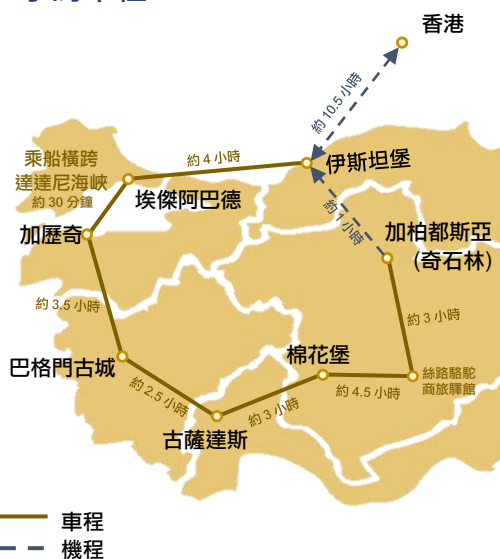 香港
約 10.5 小時
乘船橫跨
達達尼海峽
約 30 分鐘
約 4 小時
伊斯坦堡
埃傑阿巴德
約 1 小時
加歷奇
加柏都斯亞
(奇石林)
約 3.5 小時
約 3 小時
巴格門古城
棉花堡
絲路駱駝
商旅驛館
約 2.5 小時
約 3 小時
約 4.5 小時
古薩達斯
車程
機程